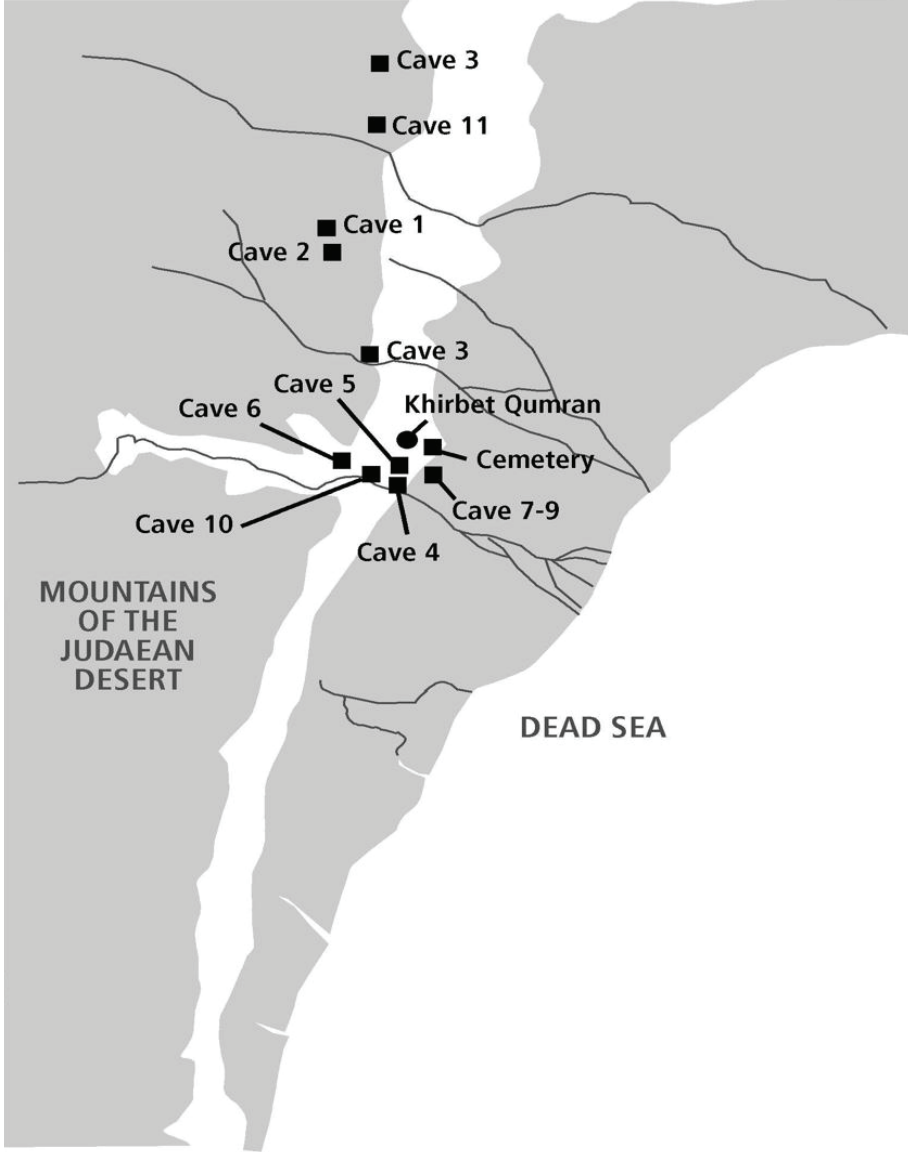 Cave 3
Cave 11
Cave 1
Cave 2
Cave 3
Cave 5
Cave 6
Khirbet Qumran
Cemetery
Cave 7-9
Cave 10
Cave 4
MOUNTAINS
OF THE
JUDAEAN
DESERT
DEAD SEA